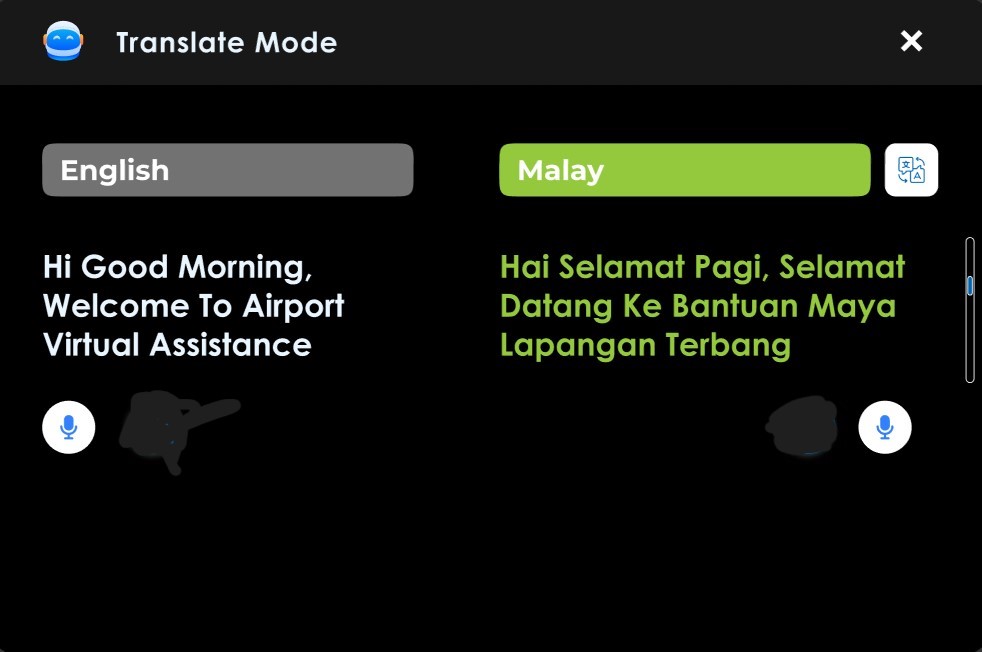 Translate Mode
English
Malay
Hi Good Morning,
Welcome To Airport
Virtual Assistance
Hai Selamat Pagi, Selamat
Datang Ke Bantuan Maya
Lapangan Terbang